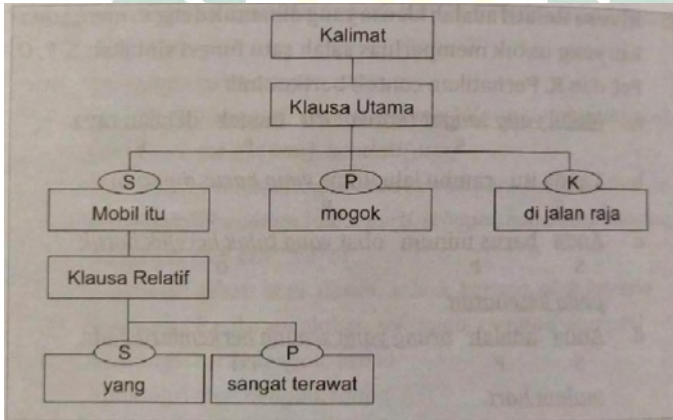 Kalimat
Klausa Utama
S P K
Mobil itu mogok di jalan raja
Klausa Relatif
S P
yang sangat terawat